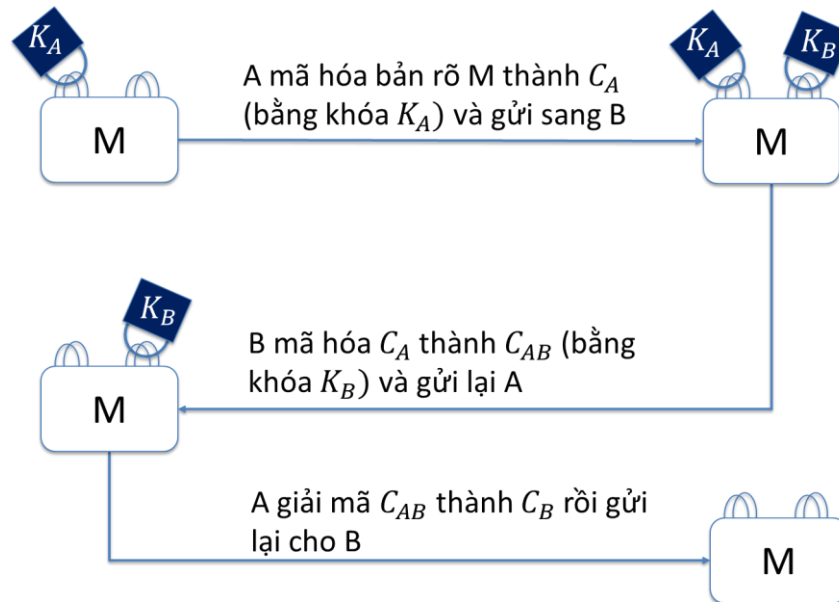 K_A
K_A
K_B
A mã hóa bản rõ M thành C_A
(bằng khóa K_A) và gửi sang B
M
M
K_B
B mã hóa C_A thành C_AB (bằng
khóa K_B) và gửi lại A
M
A giải mã C_AB thành C_B rồi gửi
lại cho B
M